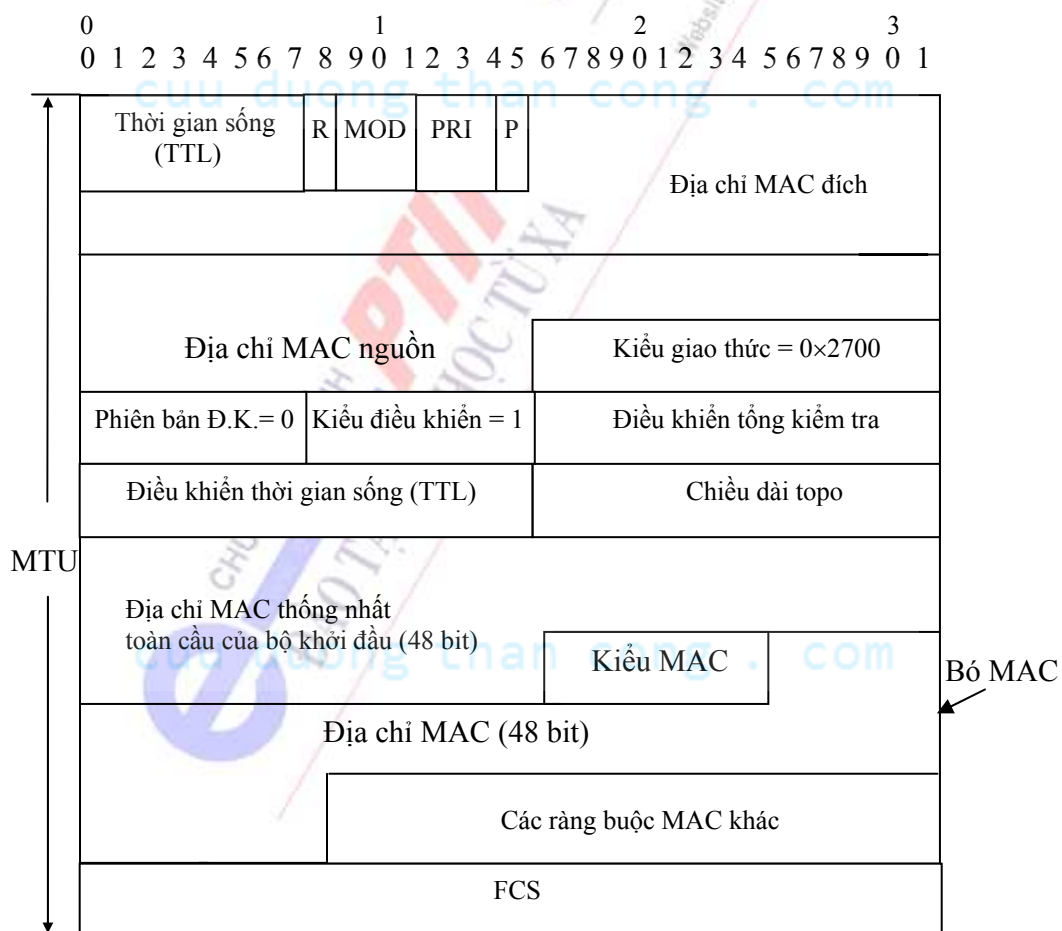 0 1 2 3
0 1 2 3 4 5 6 7 8 9 0 1 2 3 4 5 6 7 8 9 0 1 2 3 4 5 6 7 8 9 0 1
cuu duong than cong . com
Thời gian sống
(TTL)
R
MOD
PRI
P
Địa chỉ MAC đích
Địa chỉ MAC nguồn
Kiểu giao thức = 0×2700
Phiên bản Đ.K.= 0
Kiểu điều khiển = 1
Điều khiển tổng kiểm tra
Điều khiển thời gian sống (TTL)
Chiều dài topo
MTU
Địa chỉ MAC thống nhất
toàn cầu của bộ khởi đầu (48 bit)
Kiểu MAC
cuu duong than cong . com
Bó MAC
Địa chỉ MAC (48 bit)
Các ràng buộc MAC khác
FCS
Website
PTIT
HỌC TỪ XA